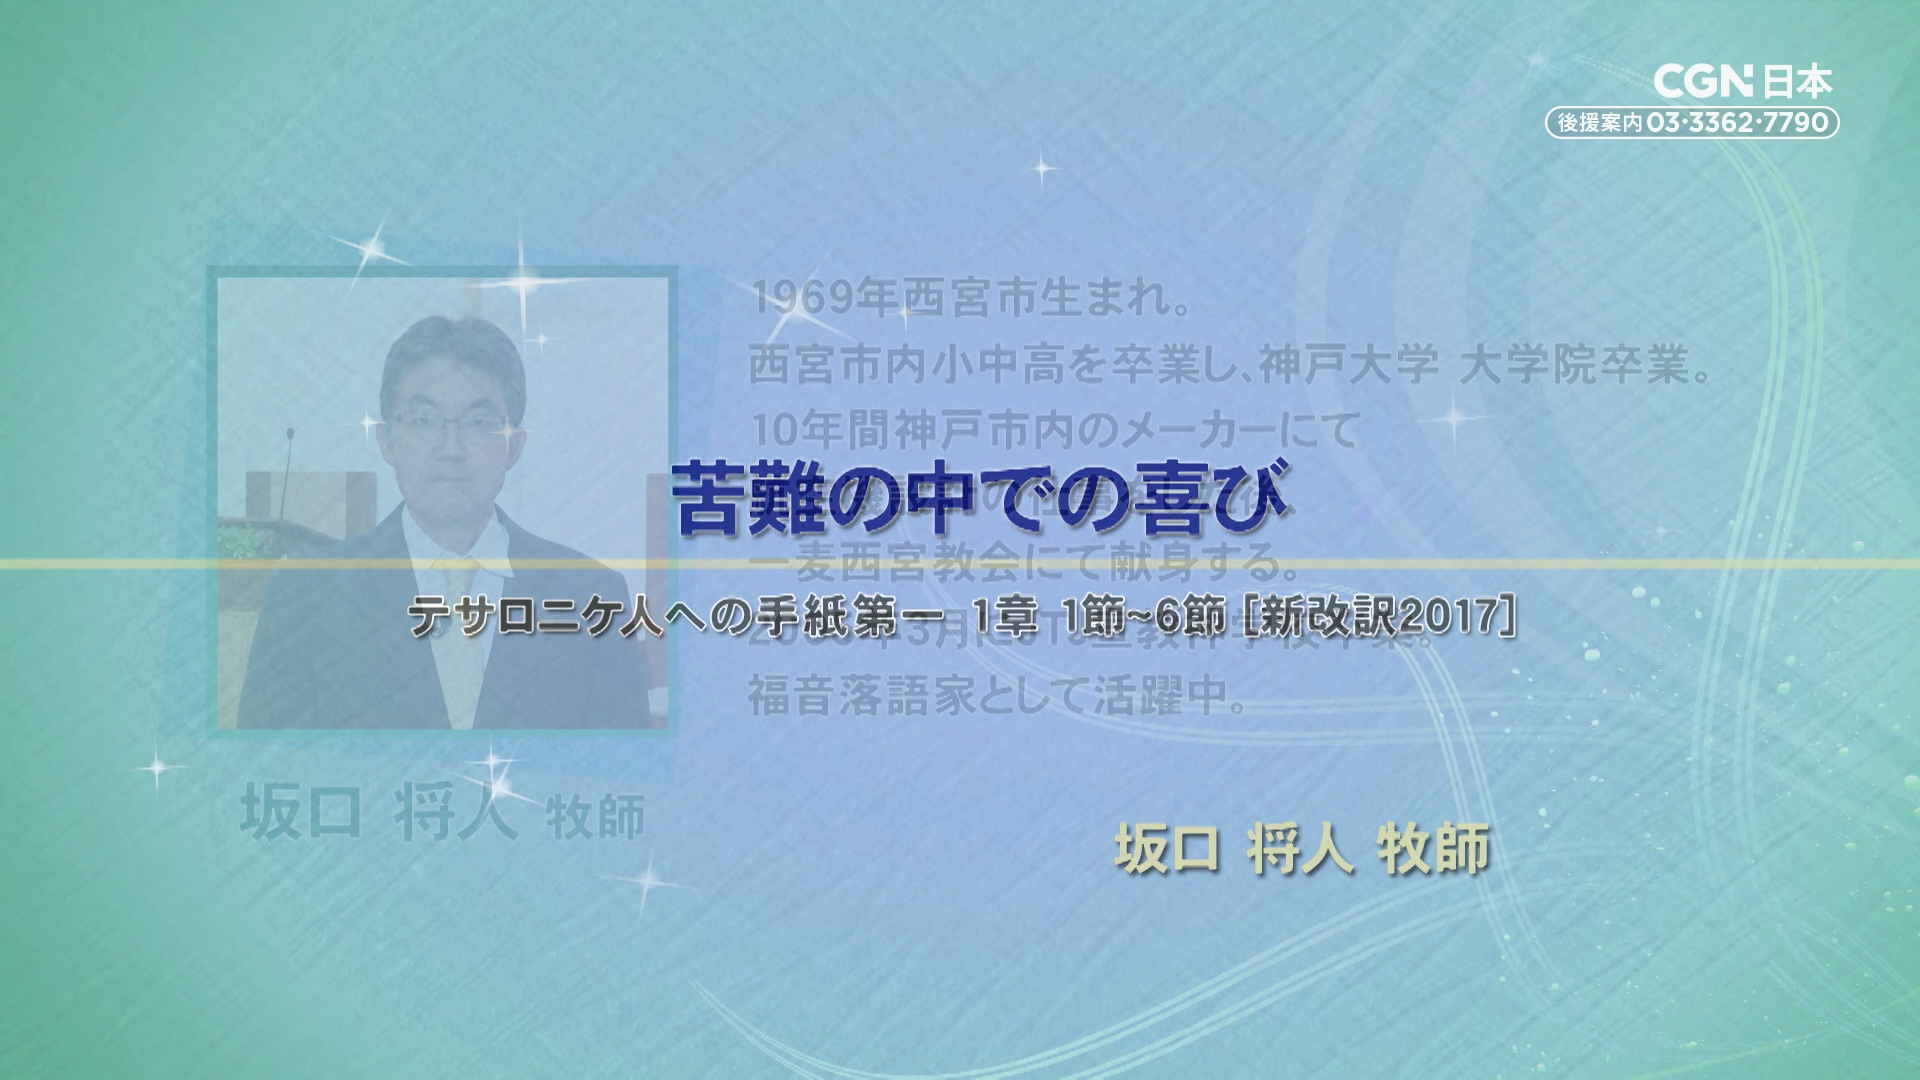 CGN日本
後援案内 03·3362·7790
1969年西宮市生まれ。
西宮市内小中高を卒業し、神戸大学 大学院卒業。
10年間神戸市内のメーカーにて
苦難の中での喜び
一麦西宮教会にて献身する。
テサロニケ人への手紙第一 1章 1節~6節 [新改訳2017]
福音落語家として活躍中。
坂口 将人 牧師
坂口 将人 牧師